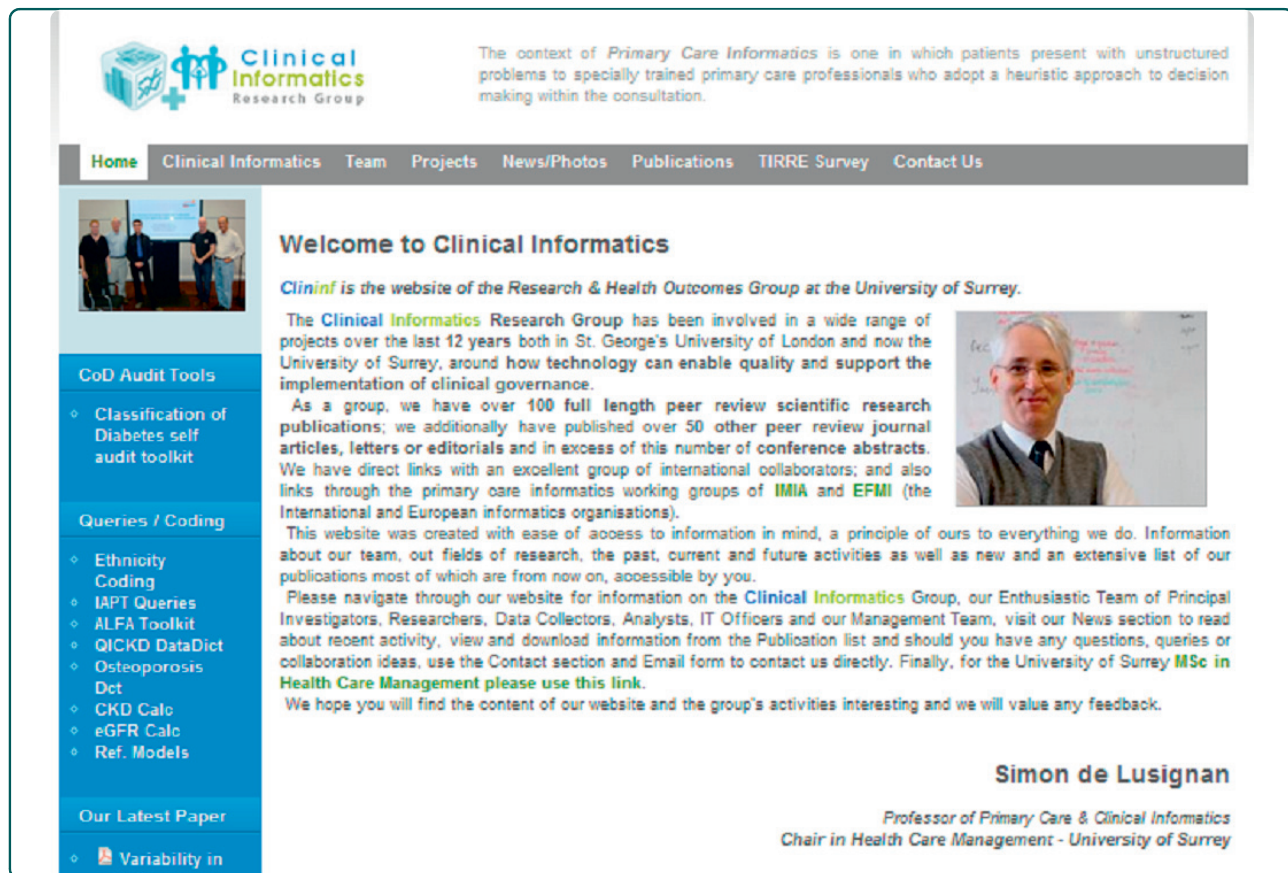 Clinical
Informatics
Research Group
The context of Primary Care Informatics is one in which patients present with unstructured
problems to specially trained primary care professionals who adopt a heuristic approach to decision
making within the consultation.
Home Clinical Informatics Team Projects News/Photos Publications TIRRE Survey Contact Us
CoD Audit Tools
Classification of
Diabetes self
audit toolkit
Queries / Coding
Ethnicity
Coding
IAPT Queries
ALFA Toolkit
QICKD DataDict
Osteoporosis
Dct
CKD Calc
eGFR Calc
Ref. Models
Our Latest Paper
Variability in
Welcome to Clinical Informatics
Clininf is the website of the Research & Health Outcomes Group at the University of Surrey.
The Clinical Informatics Research Group has been involved in a wide range of
projects over the last 12 years both in St. George's University of London and now the
University of Surrey, around how technology can enable quality and support the
implementation of clinical governance.
As a group, we have over 100 full length peer review scientific research
publications; we additionally have published over 50 other peer review journal
articles, letters or editorials and in excess of this number of conference abstracts.
We have direct links with an excellent group of international collaborators; and also
links through the primary care informatics working groups of IMIA and EFMI (the
International and European informatics organisations).
This website was created with ease of access to information in mind, a principle of ours to everything we do. Information
about our team, out fields of research, the past, current and future activities as well as new and an extensive list of our
publications most of which are from now on, accessible by you.
Please navigate through our website for information on the Clinical Informatics Group, our Enthusiastic Team of Principal
Investigators, Researchers, Data Collectors, Analysts, IT Officers and our Management Team, visit our News section to read
about recent activity, view and download information from the Publication list and should you have any questions, queries or
collaboration ideas, use the Contact section and Email form to contact us directly. Finally, for the University of Surrey MSc in
Health Care Management please use this link.
We hope you will find the content of our website and the group's activities interesting and we will value any feedback.
Simon de Lusignan
Professor of Primary Care & Clinical Informatics
Chair in Health Care Management - University of Surrey